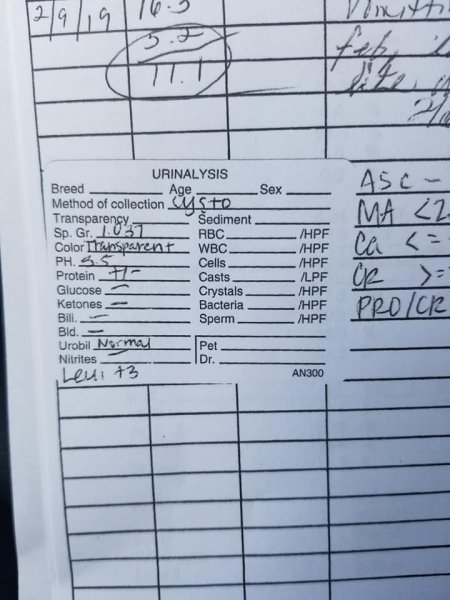 2/9/19 16.5
5.2
11.1
2/
URINALYSIS
Breed Age Sex
Method of collection Cysto
Transparency Sediment
Sp. Gr. 1.037 RBC /HPF
Color Transparent WBC /HPF
PH. 5.5 Cells /HPF
Protein +/- Casts /LPF
Glucose - Crystals /HPF
Ketones - Bacteria /HPF
Bili. - Sperm /HPF
Bld. -
Urobil Normal Pet
Nitrites - Dr.
Leu: +3 AN300
ASC -
MA <2
Ca <=
CR >=
PRO/CR